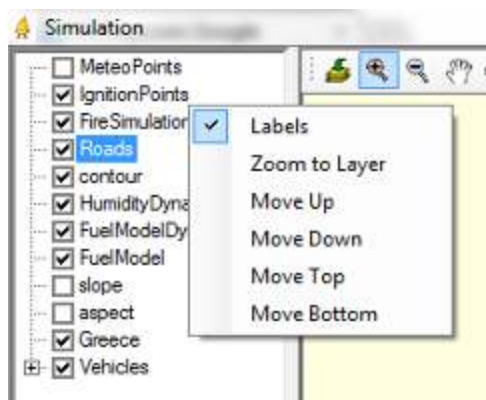 Simulation
MeteoPoints
IgnitionPoints
FireSimulation
Roads
contour
HumidityDyna
FuelModelDy
FuelModel
slope
aspect
Greece
Vehicles
Labels
Zoom to Layer
Move Up
Move Down
Move Top
Move Bottom